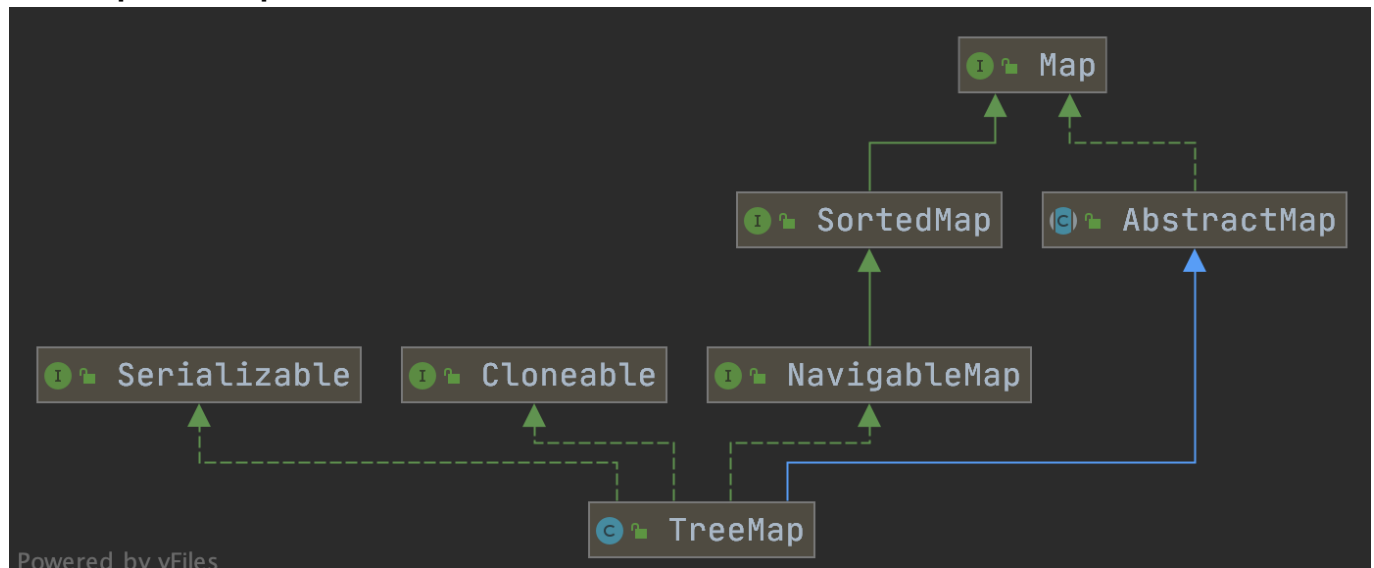 Map
SortedMap
AbstractMap
Serializable
Cloneable
NavigableMap
TreeMap
Powered by yFiles